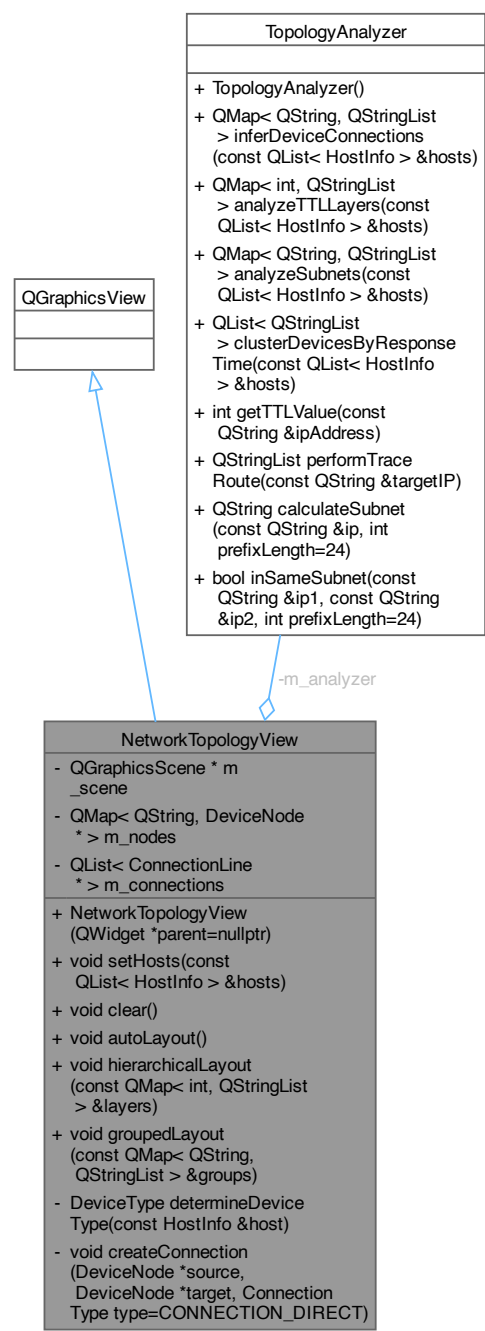 TopologyAnalyzer
+ TopologyAnalyzer()
+ QMap< QString, QStringList
> inferDeviceConnections
(const QList< HostInfo > &hosts)
+ QMap< int, QStringList
> analyzeTTLLayers(const
QList< HostInfo > &hosts)
+ QMap< QString, QStringList
> analyzeSubnets(const
QList< HostInfo > &hosts)
+ QList< QStringList
> clusterDevicesByResponse
Time(const QList< HostInfo
> &hosts)
+ int getTTLValue(const
QString &ipAddress)
+ QStringList performTrace
Route(const QString &targetIP)
+ QString calculateSubnet
(const QString &ip, int
prefixLength=24)
+ bool inSameSubnet(const
QString &ip1, const QString
&ip2, int prefixLength=24)
QGraphicsView
-m_analyzer
NetworkTopologyView
- QGraphicsScene * m
_scene
- QMap< QString, DeviceNode
* > m_nodes
- QList< ConnectionLine
* > m_connections
+ NetworkTopologyView
(QWidget *parent=nullptr)
+ void setHosts(const
QList< HostInfo > &hosts)
+ void clear()
+ void autoLayout()
+ void hierarchicalLayout
(const QMap< int, QStringList
> &layers)
+ void groupedLayout
(const QMap< QString,
QStringList > &groups)
- DeviceType determineDevice
Type(const HostInfo &host)
- void createConnection
(DeviceNode *source,
DeviceNode *target, Connection
Type type=CONNECTION_DIRECT)